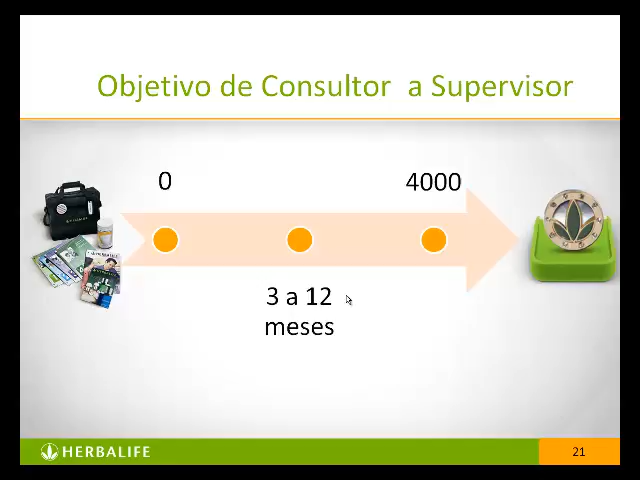 Objetivo de Consultor a Supervisor
0
4000
3 a 12
meses
HERBALIFE
21